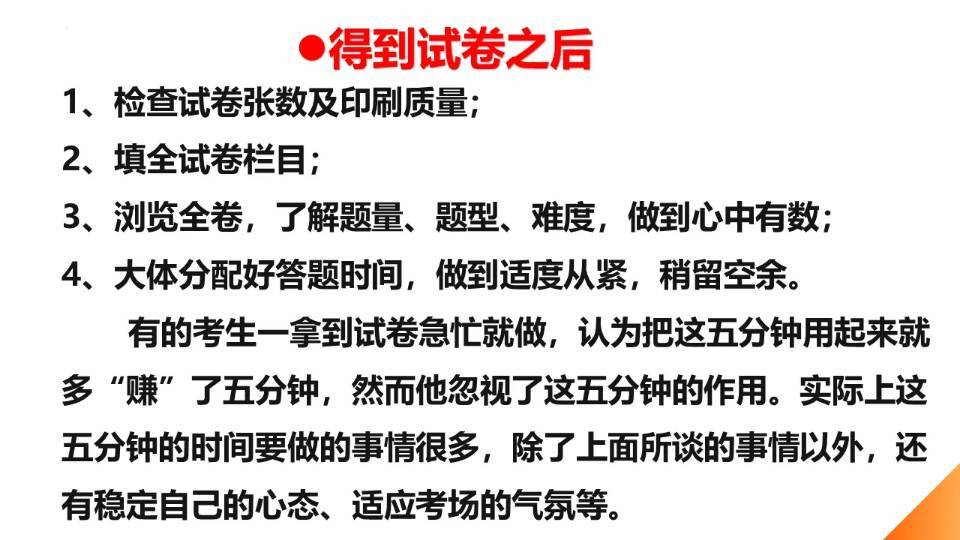 ●得到试卷之后
1、检查试卷张数及印刷质量；
2、填全试卷栏目；
3、浏览全卷，了解题量、题型、难度，做到心中有数；
4、大体分配好答题时间，做到适度从紧，稍留空余。
有的考生一拿到试卷急忙就做，认为把这五分钟用起来就
多“赚”了五分钟，然而他忽视了这五分钟的作用。实际上这
五分钟的时间要做的事情很多，除了上面所谈的事情以外，还
有稳定自己的心态、适应考场的气氛等。